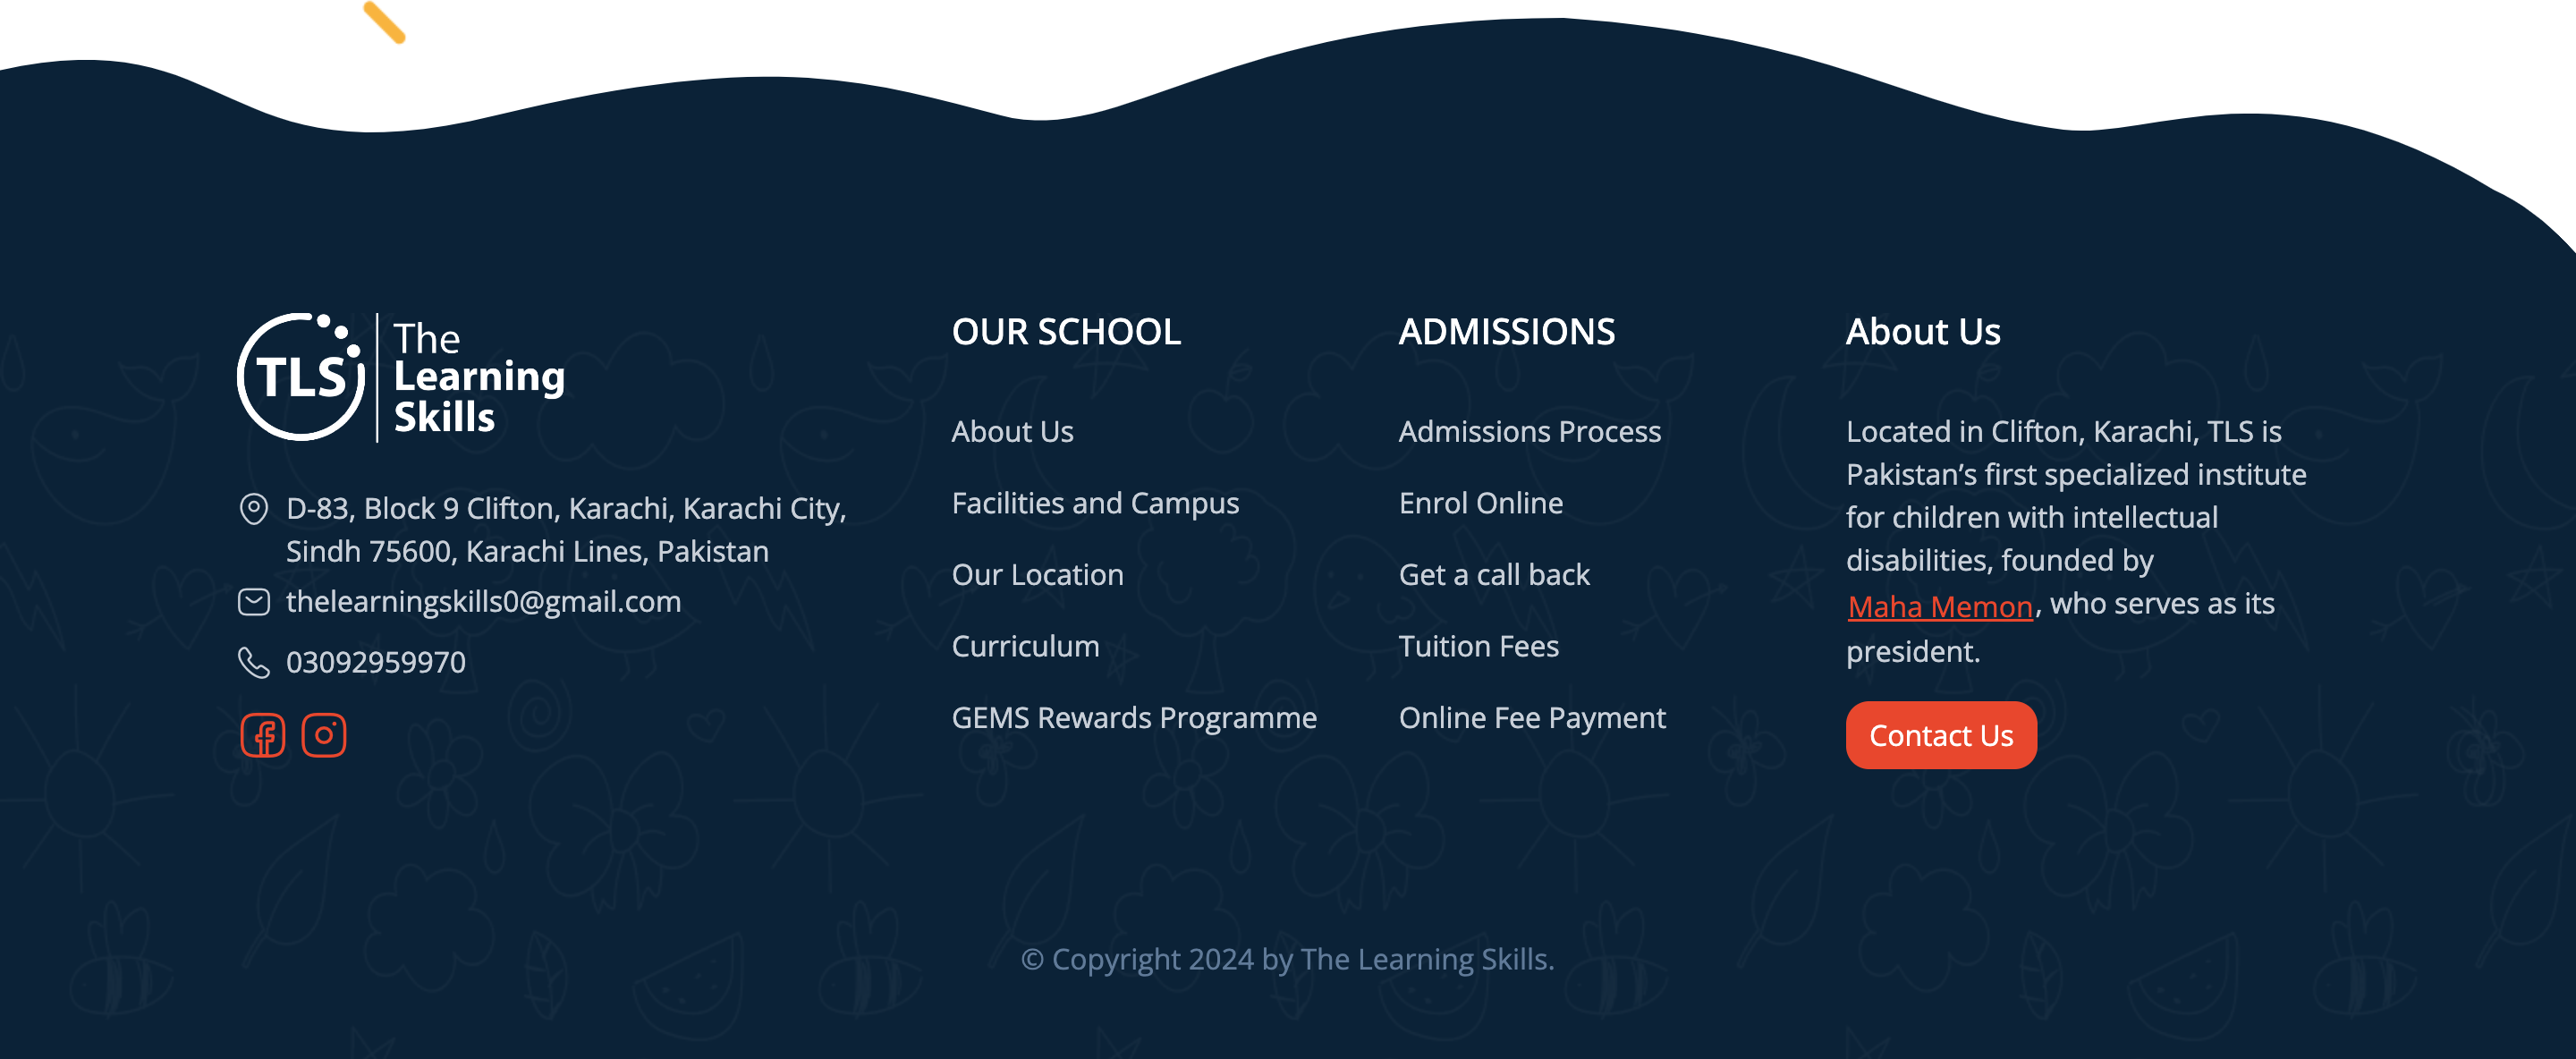 TLS
The
Learning
Skills
D-83, Block 9 Clifton, Karachi, Karachi City,
Sindh 75600, Karachi Lines, Pakistan
thelearningskills0@gmail.com
03092959970
OUR SCHOOL
About Us
Facilities and Campus
Our Location
Curriculum
GEMS Rewards Programme
ADMISSIONS
Admissions Process
Enrol Online
Get a call back
Tuition Fees
Online Fee Payment
About Us
Located in Clifton, Karachi, TLS is
Pakistan’s first specialized institute
for children with intellectual
disabilities, founded by
Maha Memon, who serves as its
president.
Contact Us
© Copyright 2024 by The Learning Skills.